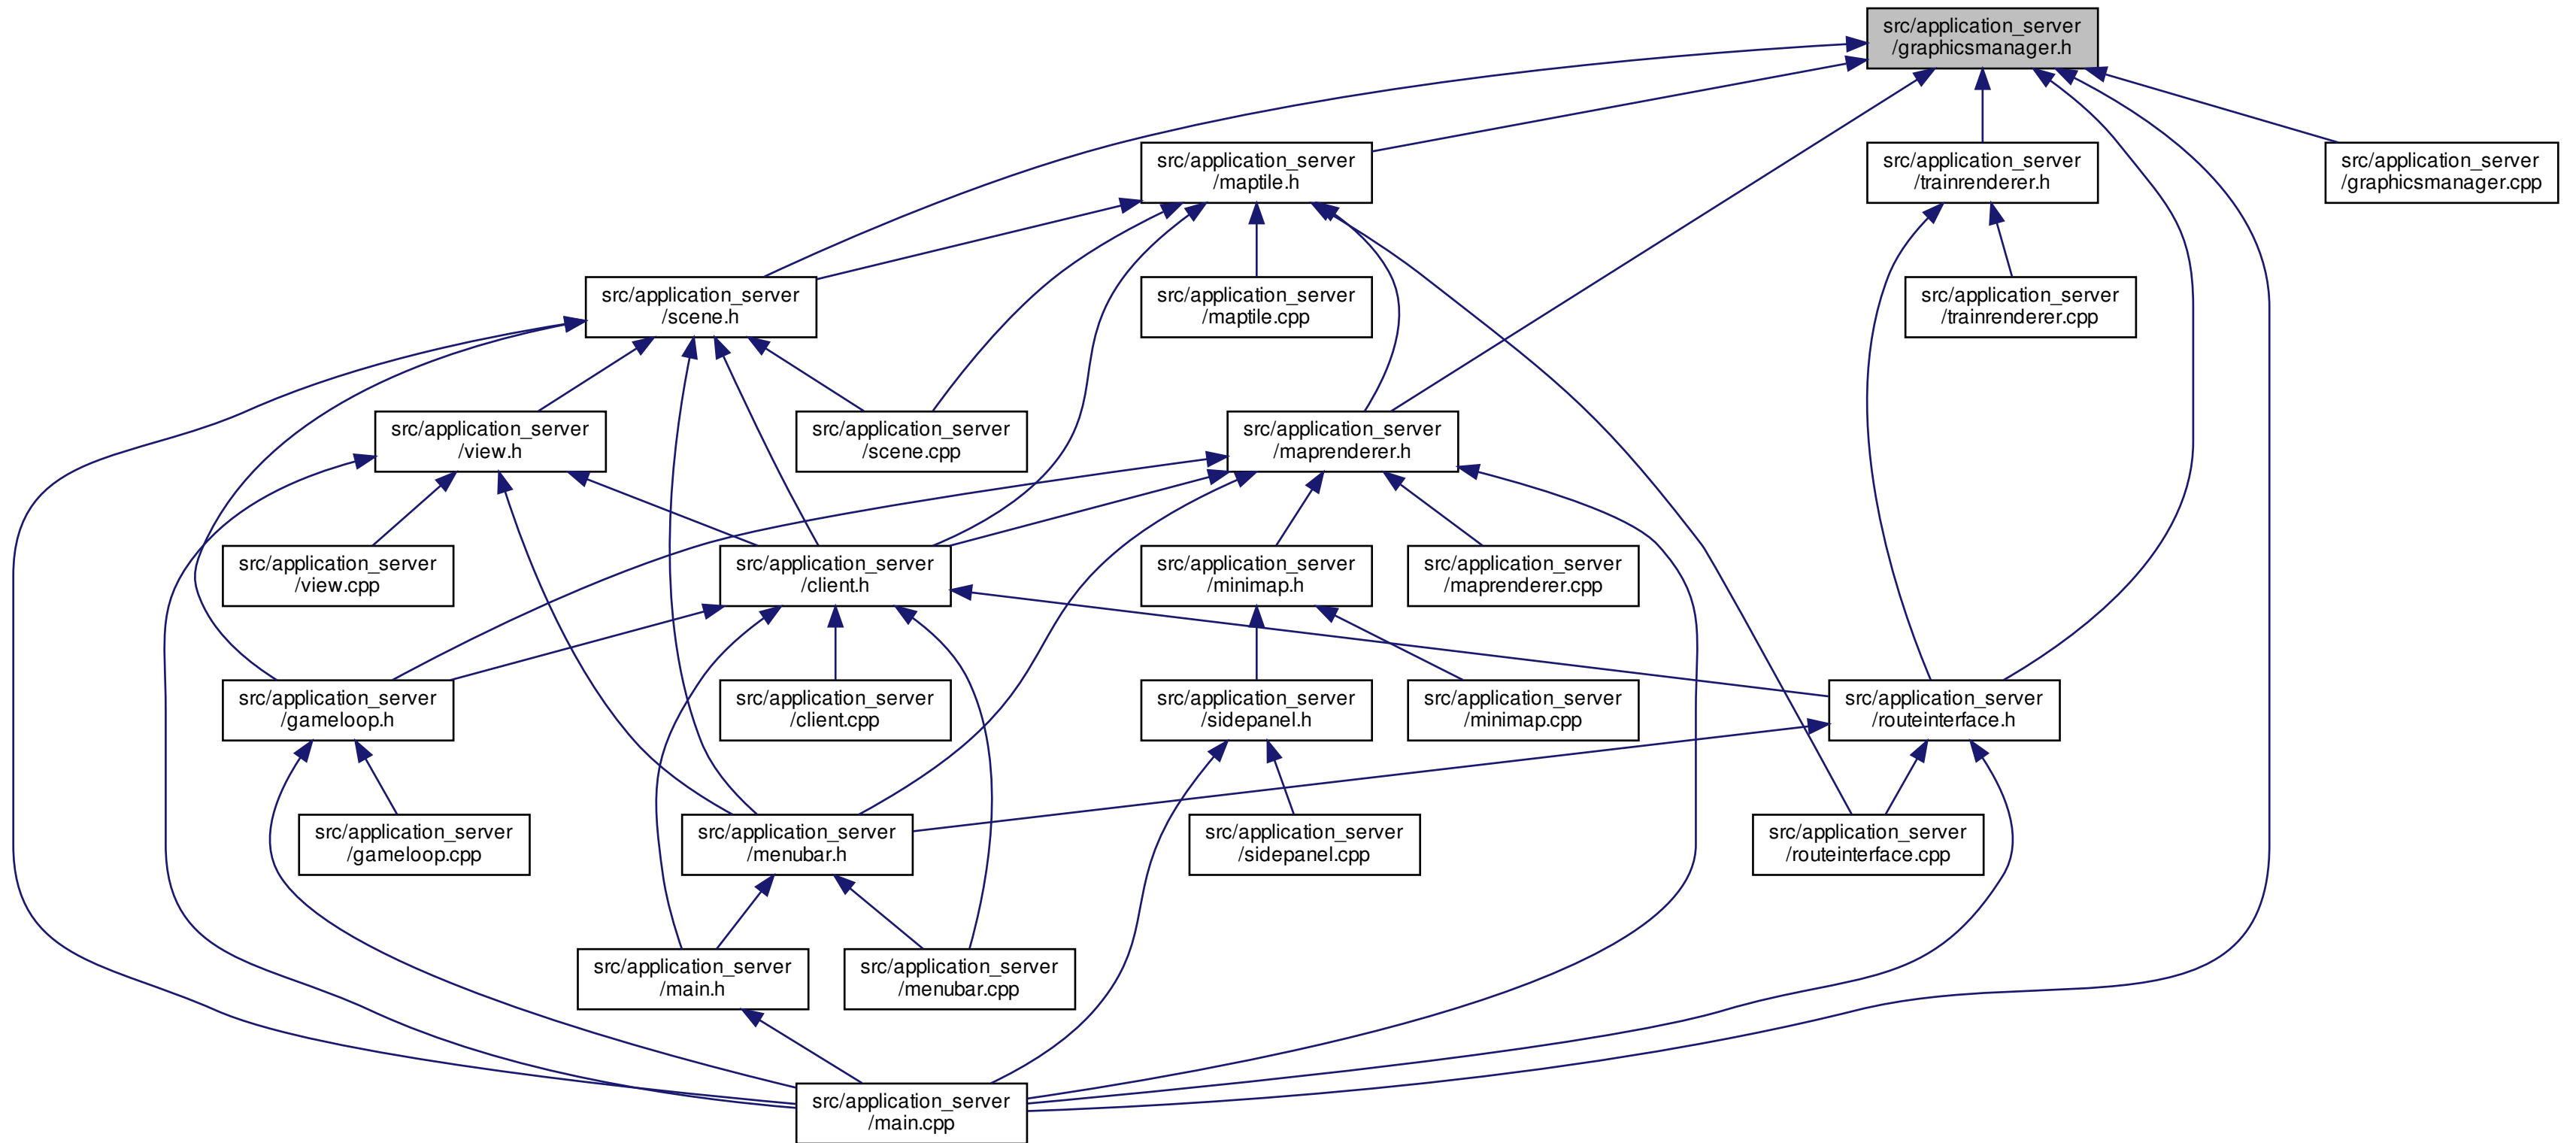 src/application_server
/graphicsmanager.h
src/application_server
/maptile.h
src/application_server
/trainrenderer.h
src/application_server
/graphicsmanager.cpp
src/application_server
/scene.h
src/application_server
/maptile.cpp
src/application_server
/trainrenderer.cpp
src/application_server
/view.h
src/application_server
/scene.cpp
src/application_server
/maprenderer.h
src/application_server
/view.cpp
src/application_server
/client.h
src/application_server
/minimap.h
src/application_server
/maprenderer.cpp
src/application_server
/gameloop.h
src/application_server
/client.cpp
src/application_server
/sidepanel.h
src/application_server
/minimap.cpp
src/application_server
/routeinterface.h
src/application_server
/gameloop.cpp
src/application_server
/menubar.h
src/application_server
/sidepanel.cpp
src/application_server
/routeinterface.cpp
src/application_server
/main.h
src/application_server
/menubar.cpp
src/application_server
/main.cpp